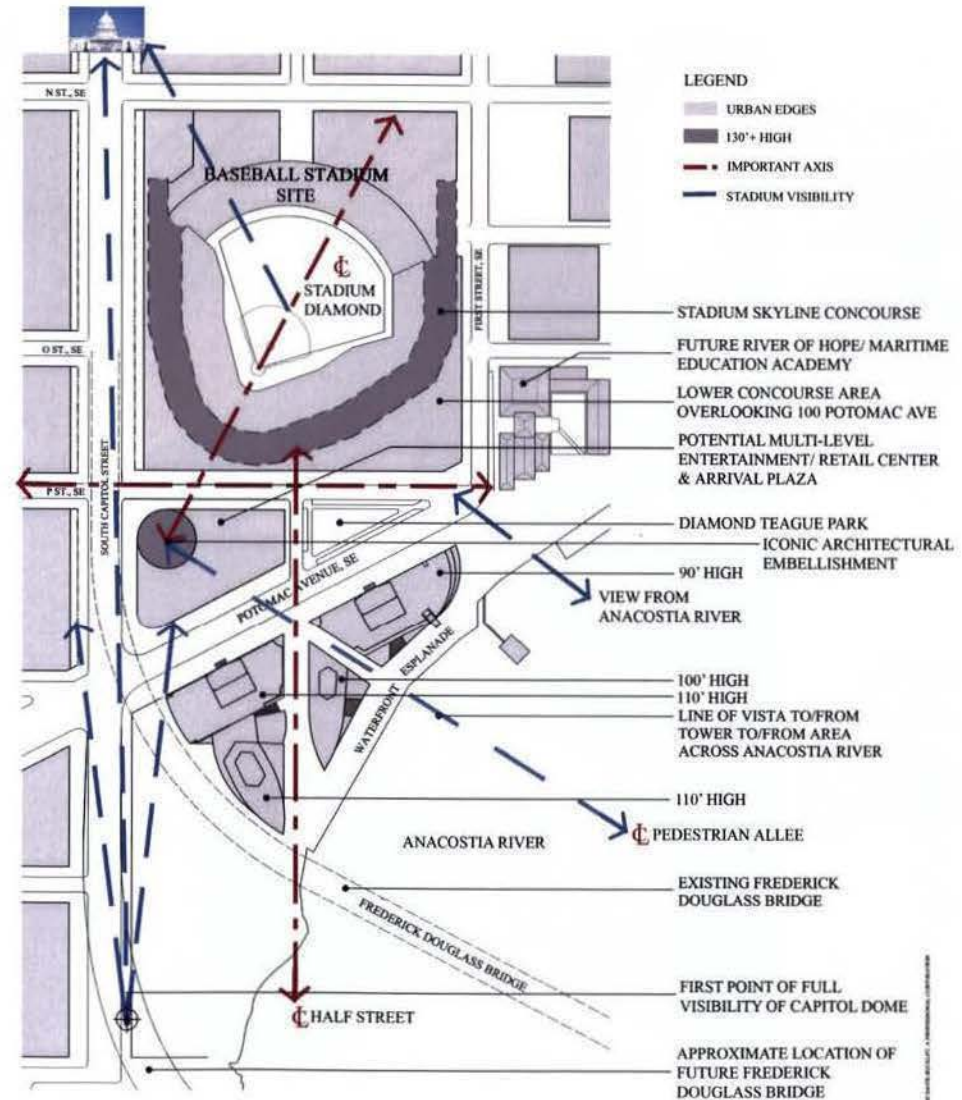 LEGEND
URBAN EDGES
130'+ HIGH
IMPORTANT AXIS
STADIUM VISIBILITY
N ST., SE
BASEBALL STADIUM
SITE
℄
STADIUM
DIAMOND
FIRST STREET, SE
STADIUM SKYLINE CONCOURSE
FUTURE RIVER OF HOPE/ MARITIME
EDUCATION ACADEMY
O ST., SE
LOWER CONCOURSE AREA
OVERLOOKING 100 POTOMAC AVE
POTENTIAL MULTI-LEVEL
ENTERTAINMENT/ RETAIL CENTER
& ARRIVAL PLAZA
SOUTH CAPITOL STREET
P ST., SE
DIAMOND TEAGUE PARK
ICONIC ARCHITECTURAL
EMBELLISHMENT
POTOMAC AVENUE, SE
90' HIGH
VIEW FROM
ANACOSTIA RIVER
WATERFRONT ESPLANADE
100' HIGH
110' HIGH
LINE OF VISTA TO/FROM
TOWER TO/FROM AREA
ACROSS ANACOSTIA RIVER
110' HIGH
℄ PEDESTRIAN ALLEE
ANACOSTIA RIVER
EXISTING FREDERICK
DOUGLASS BRIDGE
FREDERICK DOUGLASS BRIDGE
℄ HALF STREET
FIRST POINT OF FULL
VISIBILITY OF CAPITOL DOME
APPROXIMATE LOCATION OF
FUTURE FREDERICK
DOUGLASS BRIDGE